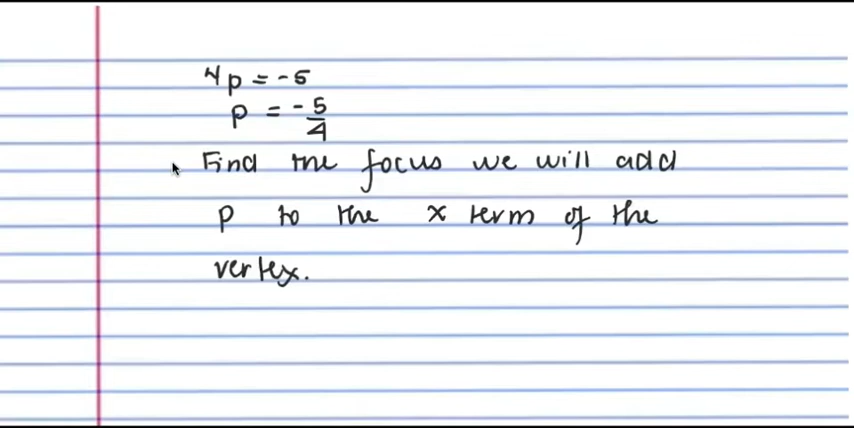 4p = -5
p = -5/4
Find the focus we will add
p to the x term of the
vertex.